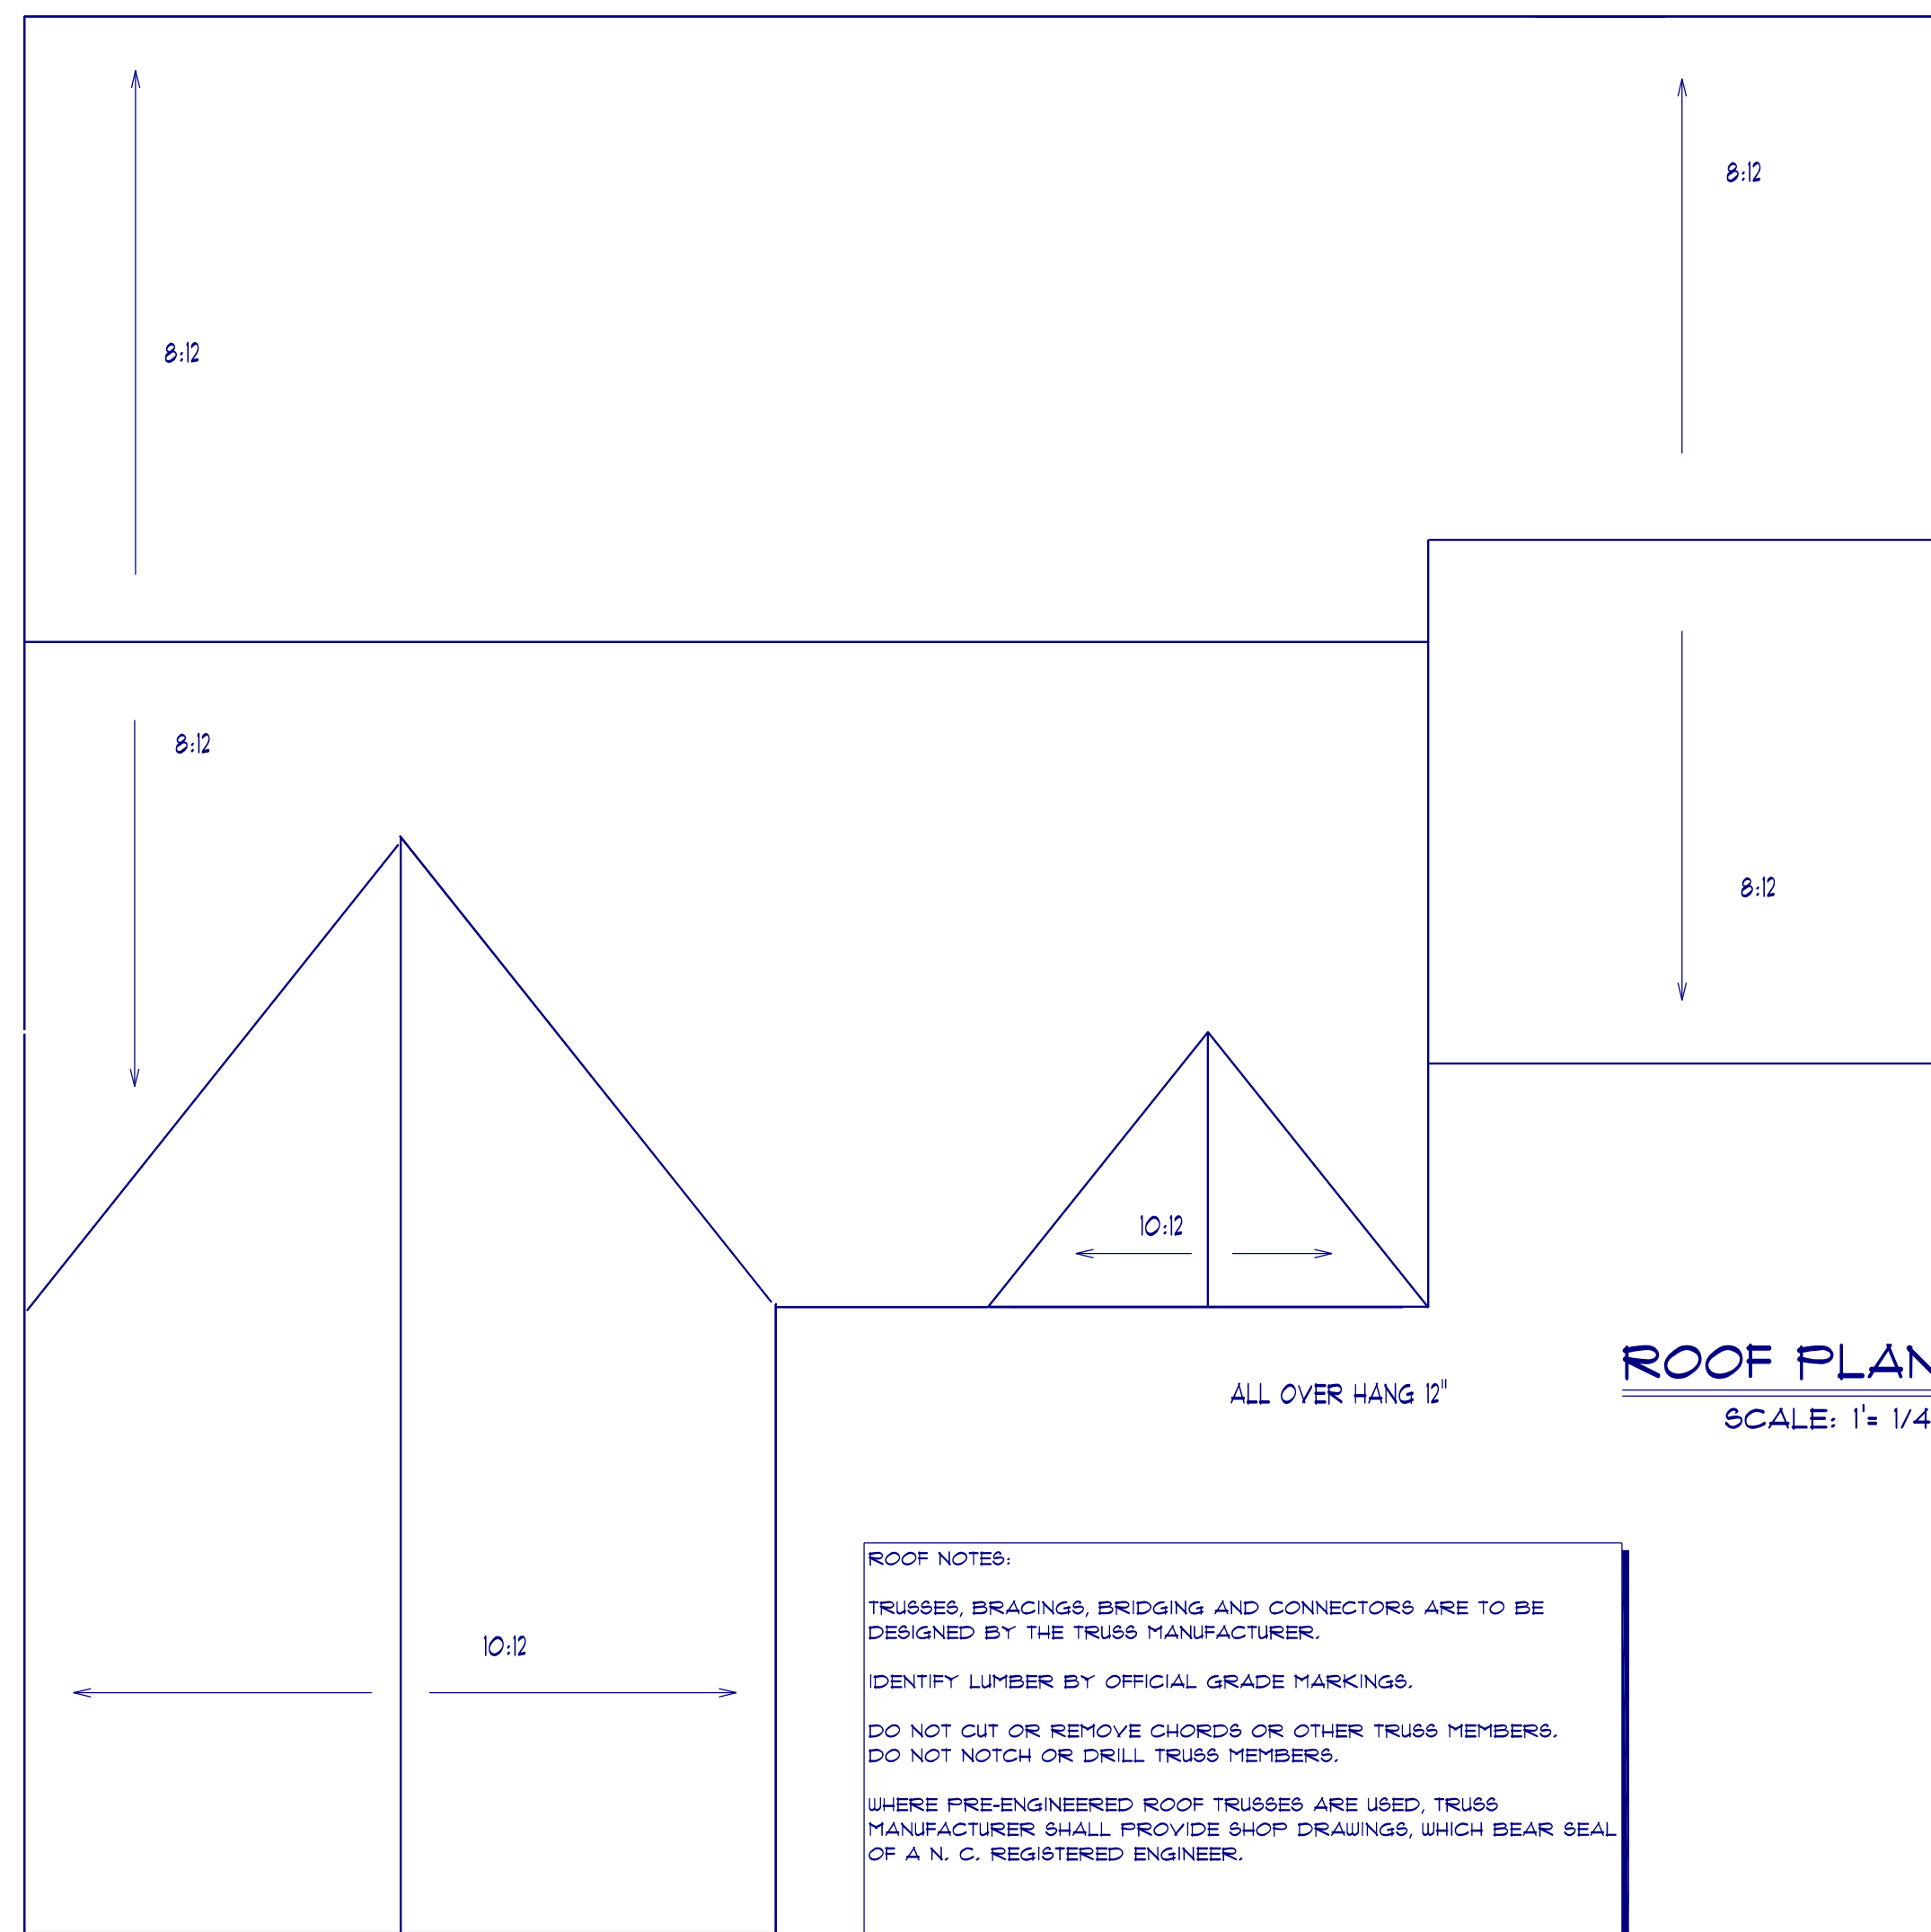 8:12
8:12
8:12
8:12
10:12
ROOF PLAN
ALL OVER HANG 12"
SCALE: 1'= 1/4
10:12
ROOF NOTES:
TRUSSES, BRACINGS, BRIDGING AND CONNECTORS ARE TO BE
DESIGNED BY THE TRUSS MANUFACTURER.
IDENTIFY LUMBER BY OFFICIAL GRADE MARKINGS.
DO NOT CUT OR REMOVE CHORDS OR OTHER TRUSS MEMBERS.
DO NOT NOTCH OR DRILL TRUSS MEMBERS.
WHERE PRE-ENGINEERED ROOF TRUSSES ARE USED, TRUSS
MANUFACTURER SHALL PROVIDE SHOP DRAWINGS, WHICH BEAR SEAL
OF A N. C. REGISTERED ENGINEER.